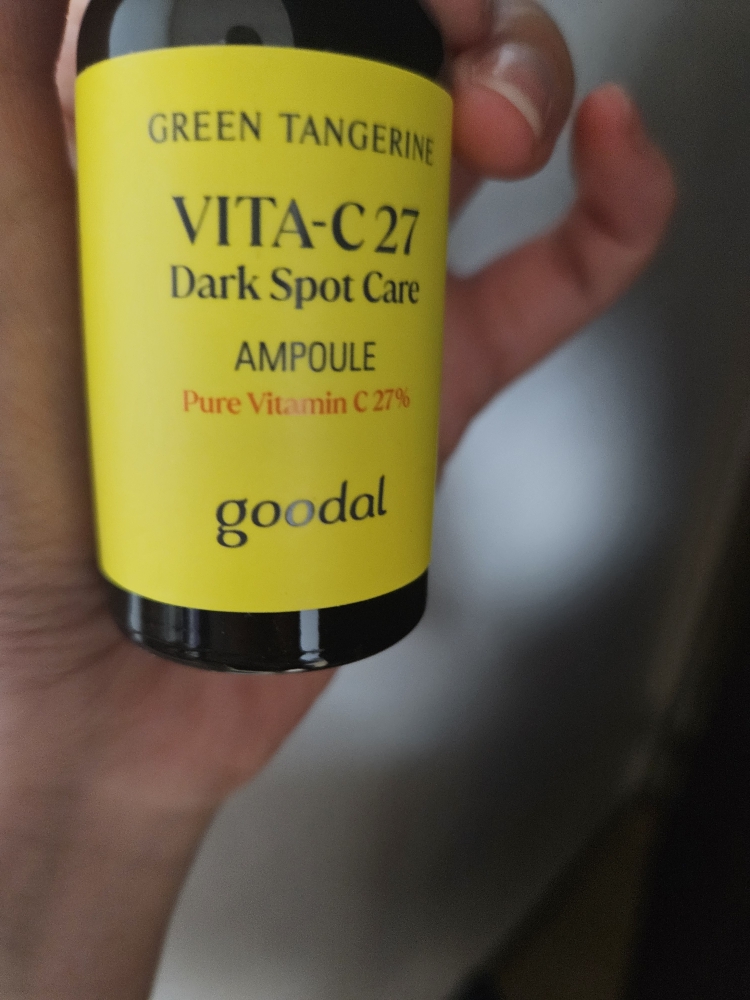 GREEN TANGERINE
VITA-C 27
Dark Spot Care
AMPOULE
Pure Vitamin C 27%
goodal